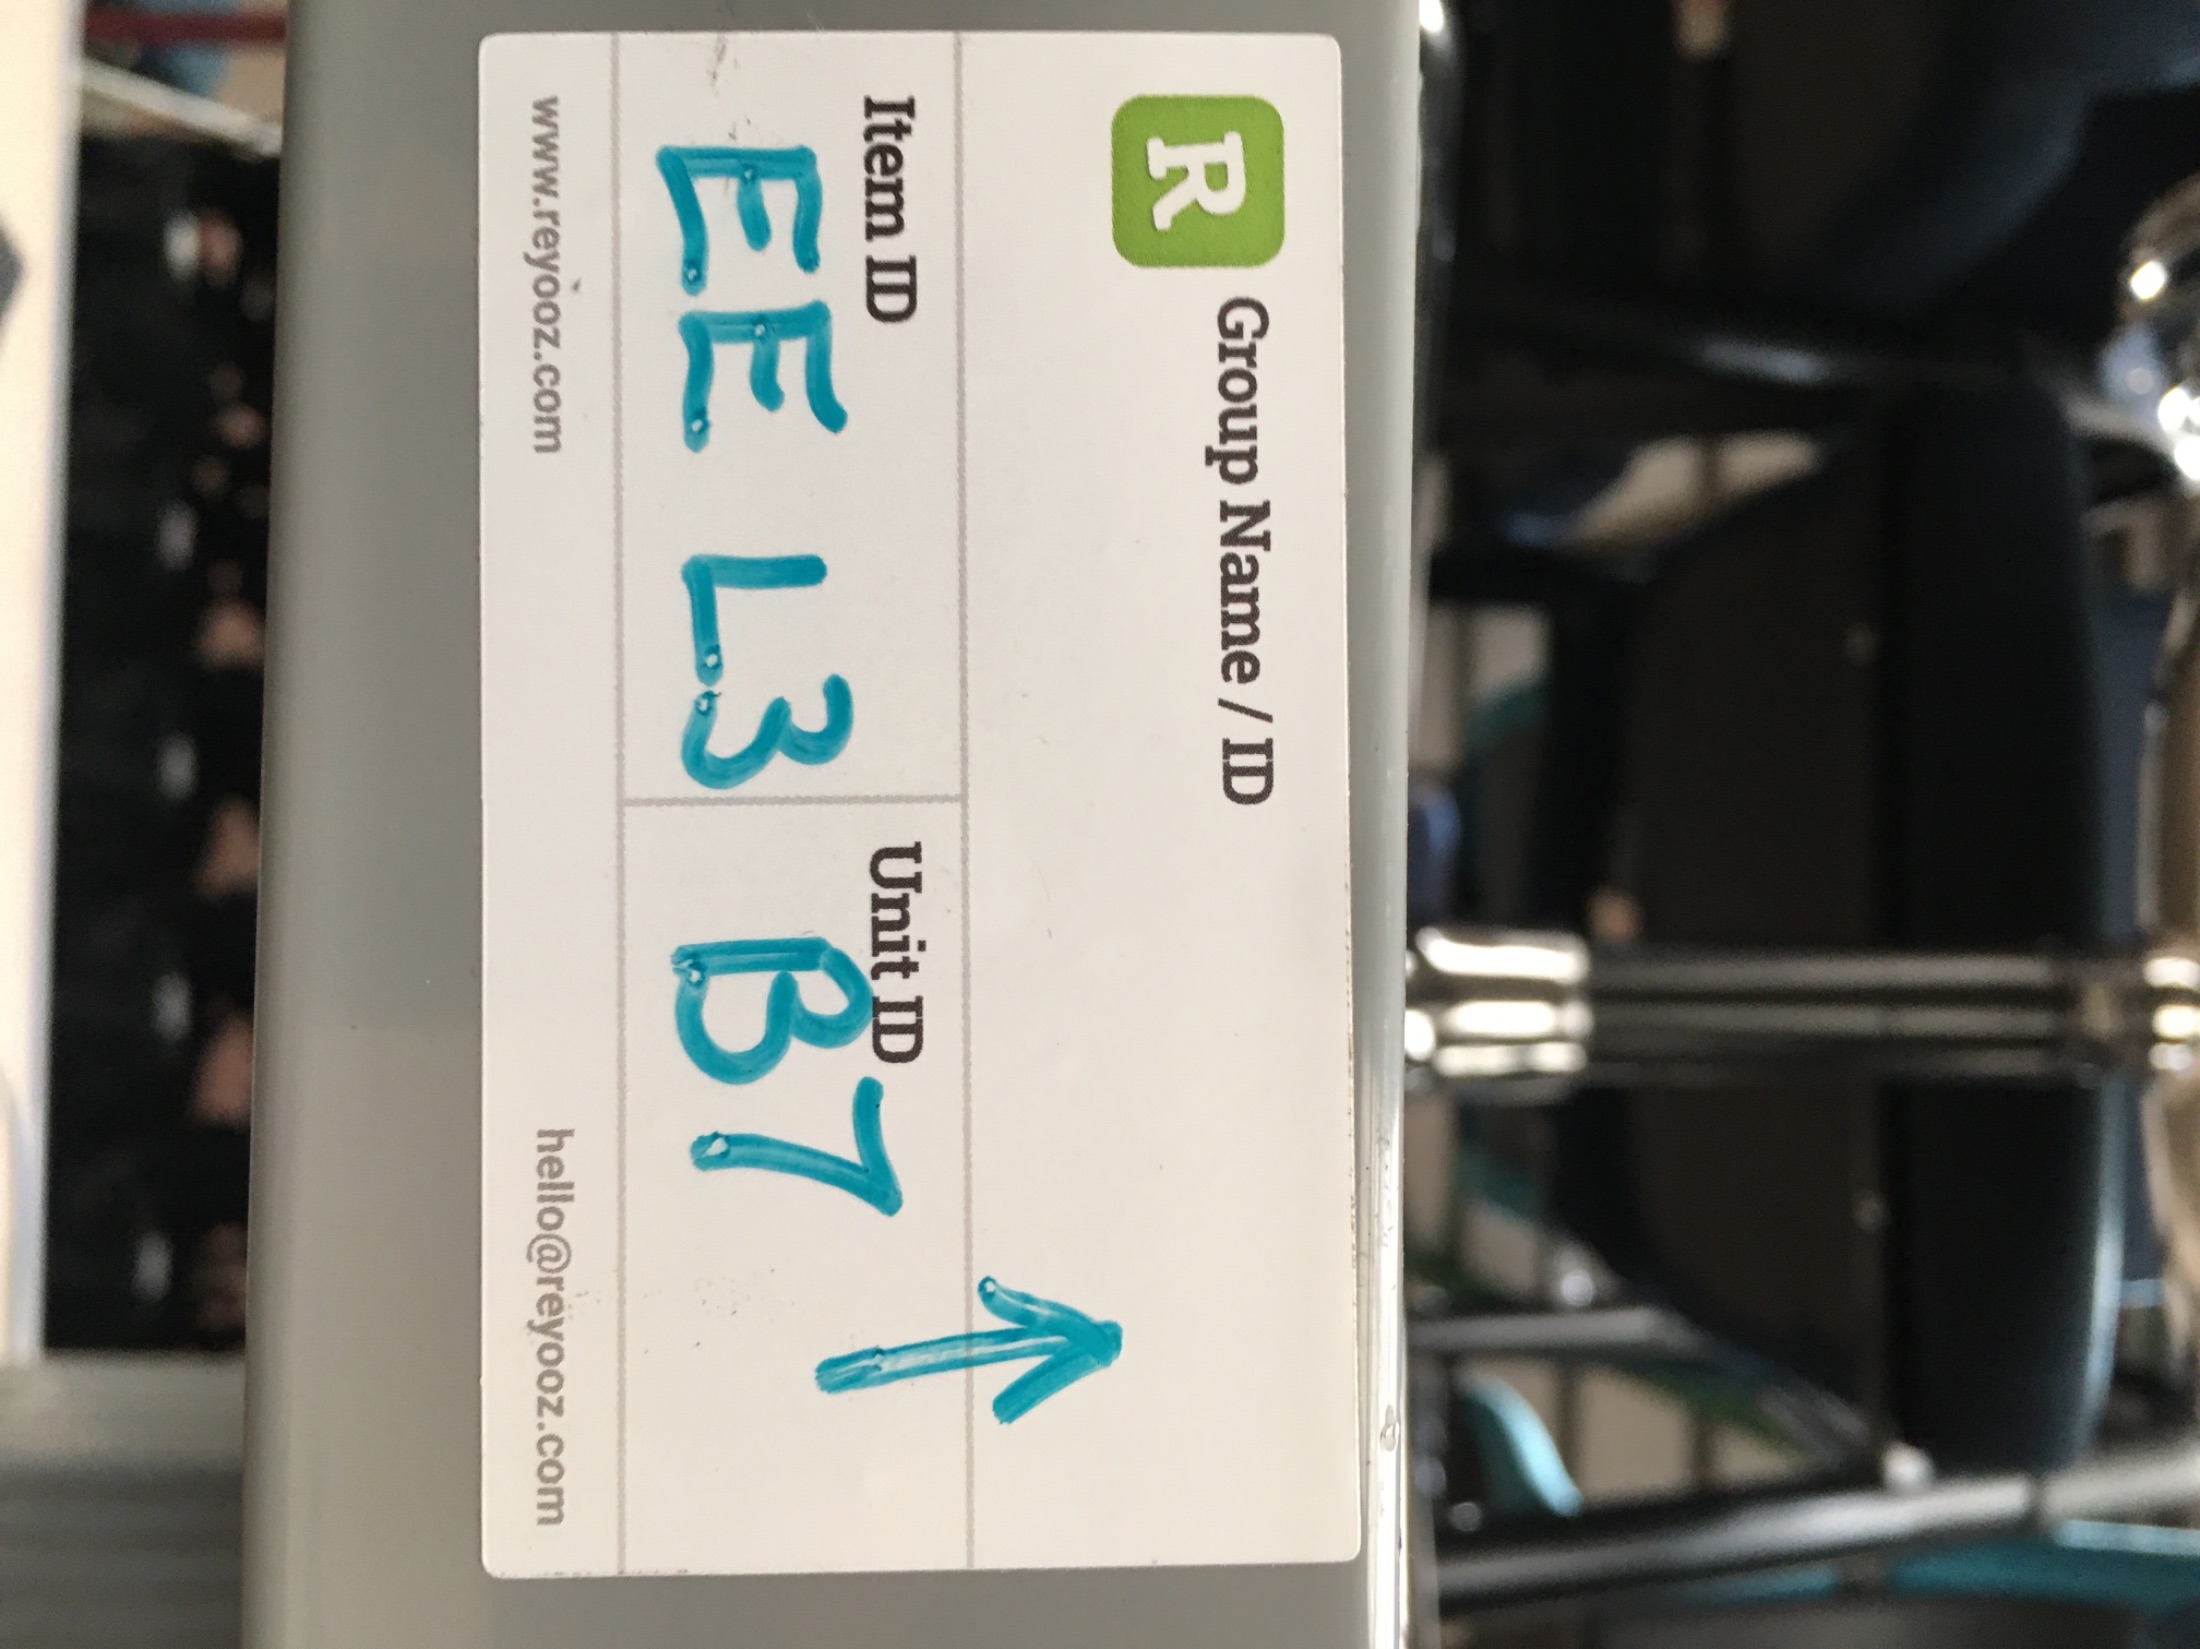 R Group Name / ID
Item ID Unit ID
EE L3 B7
www.reyooz.com hello@reyooz.com